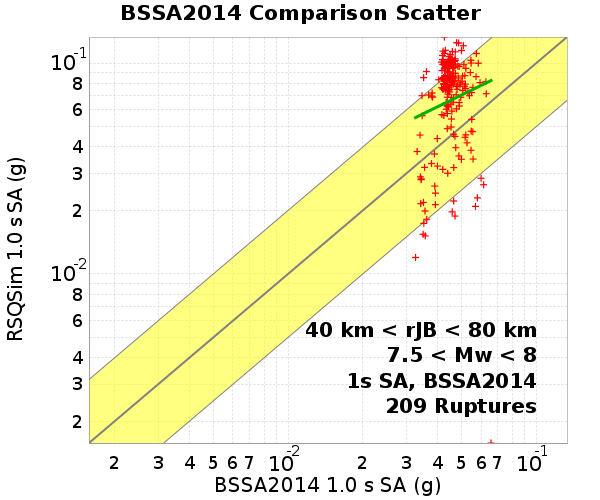 BSSA2014 Comparison Scatter
10-1
8
6
4
3
2
10-2
8
6
4
3
2
RSQSim 1.0 s SA (g)
40 km < rJB < 80 km
7.5 < Mw < 8
1s SA, BSSA2014
209 Ruptures
2 3 4 5 6 7 10-2 2 3 4 5 6 7 10-1
BSSA2014 1.0 s SA (g)